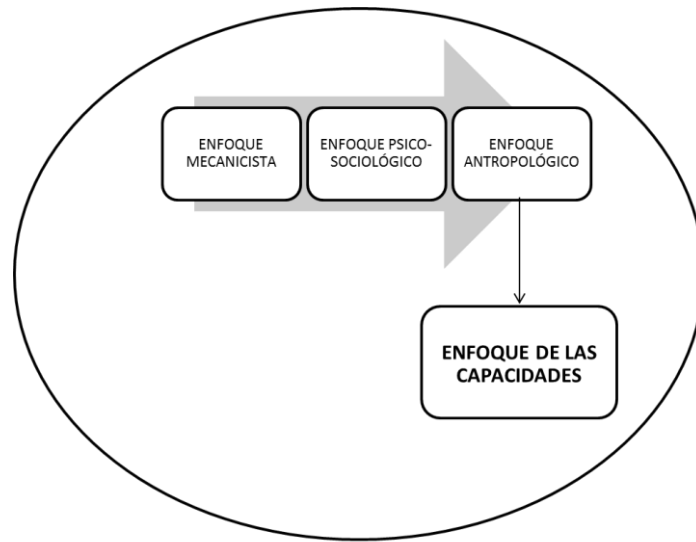 ENFOQUE
MECANICISTA
ENFOQUE PSICO-
SOCIOLÓGICO
ENFOQUE
ANTROPOLÓGICO
ENFOQUE DE LAS
CAPACIDADES